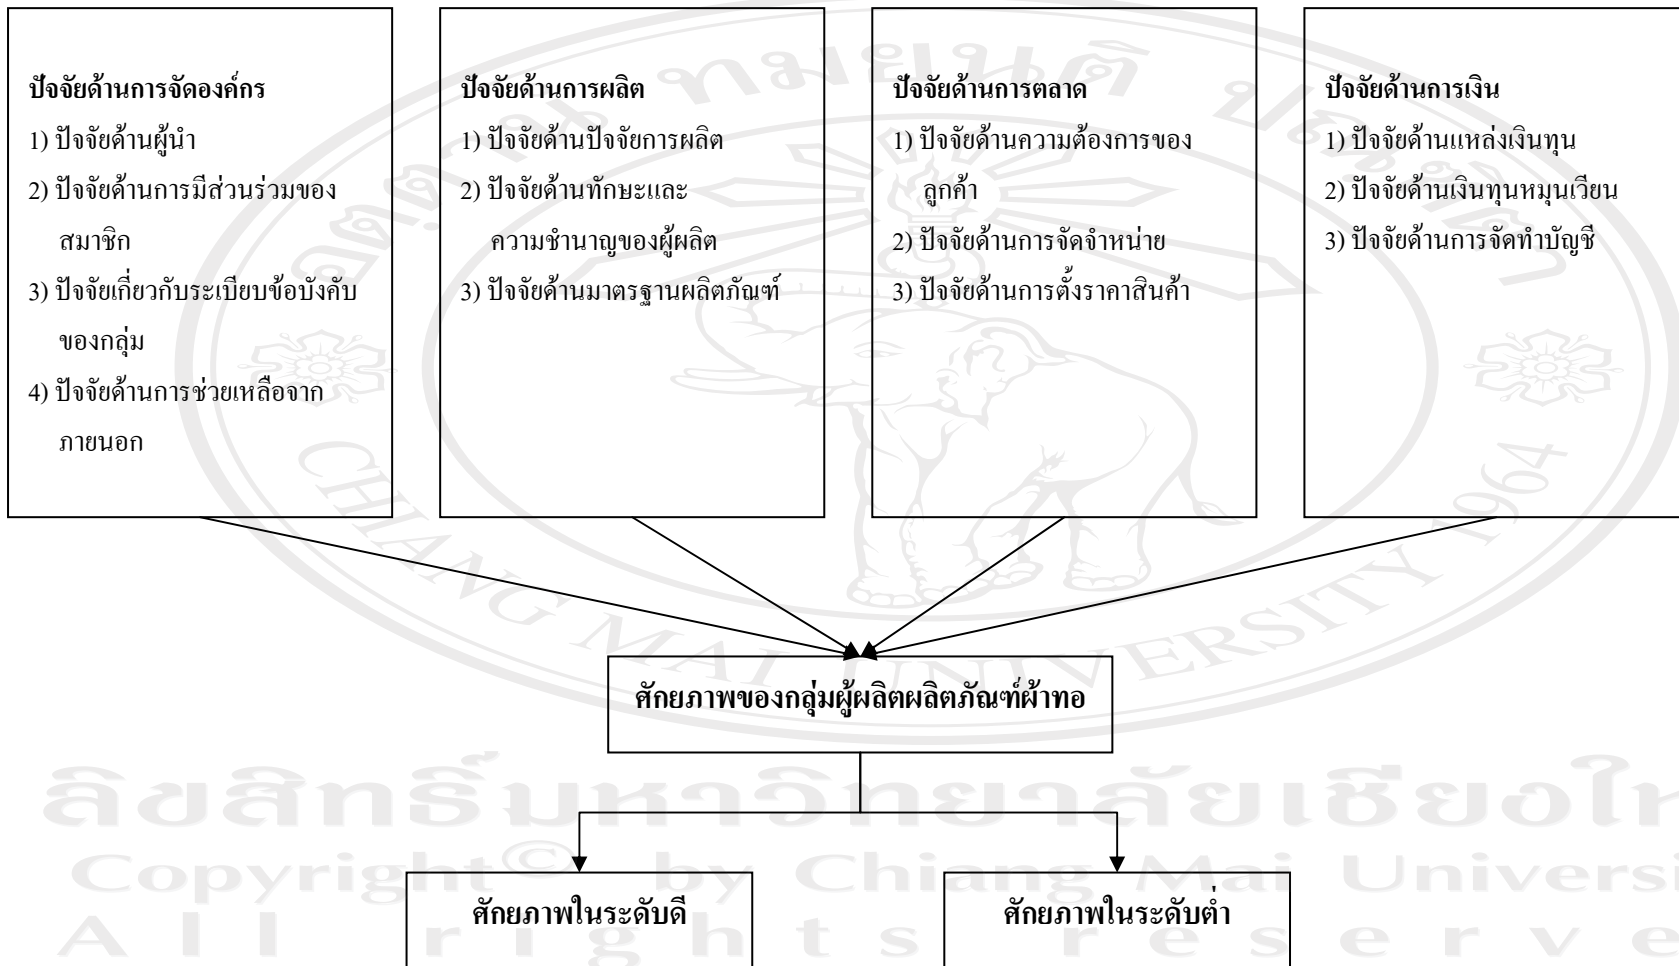 ปัจจัยด้านการจัดองค์กร
1) ปัจจัยด้านผู้นำ
2) ปัจจัยด้านการมีส่วนร่วมของ
สมาชิก
3) ปัจจัยเกี่ยวกับระเบียบข้อบังคับ
ของกลุ่ม
4) ปัจจัยด้านการช่วยเหลือจาก
ภายนอก
ปัจจัยด้านการผลิต
1) ปัจจัยด้านปัจจัยการผลิต
2) ปัจจัยด้านทักษะและ
ความชำนาญของผู้ผลิต
3) ปัจจัยด้านมาตรฐานผลิตภัณฑ์
ปัจจัยด้านการตลาด
1) ปัจจัยด้านความต้องการของ
ลูกค้า
2) ปัจจัยด้านการจัดจำหน่าย
3) ปัจจัยด้านการตั้งราคาสินค้า
ปัจจัยด้านการเงิน
1) ปัจจัยด้านแหล่งเงินทุน
2) ปัจจัยด้านเงินทุนหมุนเวียน
3) ปัจจัยด้านการจัดทำบัญชี
ศักยภาพของกลุ่มผู้ผลิตผลิตภัณฑ์ผ้าทอ
ศักยภาพในระดับดี
ศักยภาพในระดับต่ำ
CHIANG MAI UNIVERSITY 1964
ลิขสิทธิ์มหาวิทยาลัยเชียงให
Copyright© by Chiang Mai Universi
All rights reserve